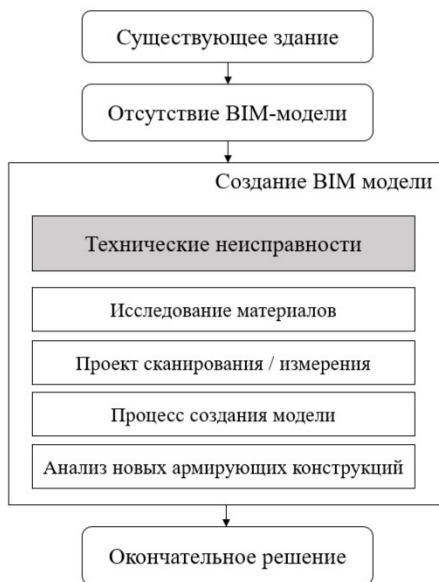 Существующее здание
Отсутствие BIM-модели
Создание BIM модели
Технические неисправности
Исследование материалов
Проект сканирования / измерения
Процесс создания модели
Анализ новых армирующих конструкций
Окончательное решение